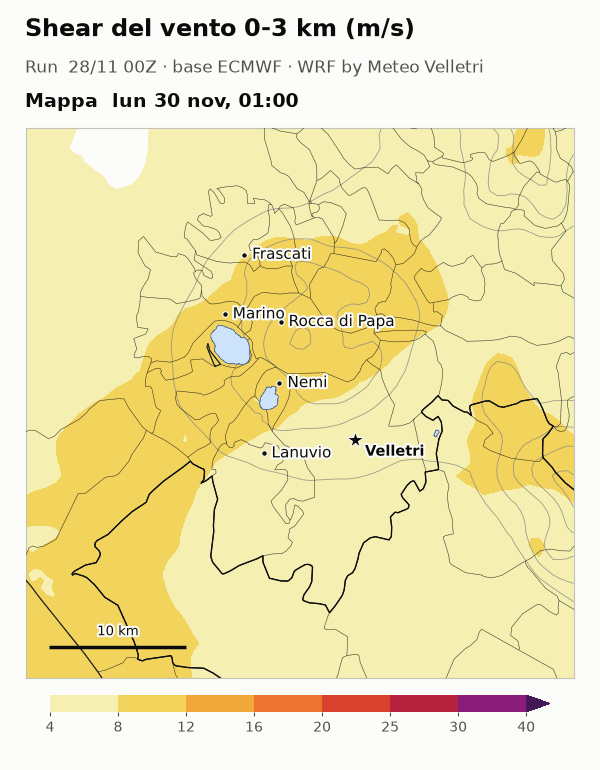 Shear del vento 0-3 km (m/s)
Run 28/11 00Z · base ECMWF · WRF by Meteo Velletri
Mappa lun 30 nov, 01:00
Frascati
Marino
Rocca di Papa
Nemi
Velletri
Lanuvio
10 km
4 8 12 16 20 25 30 40